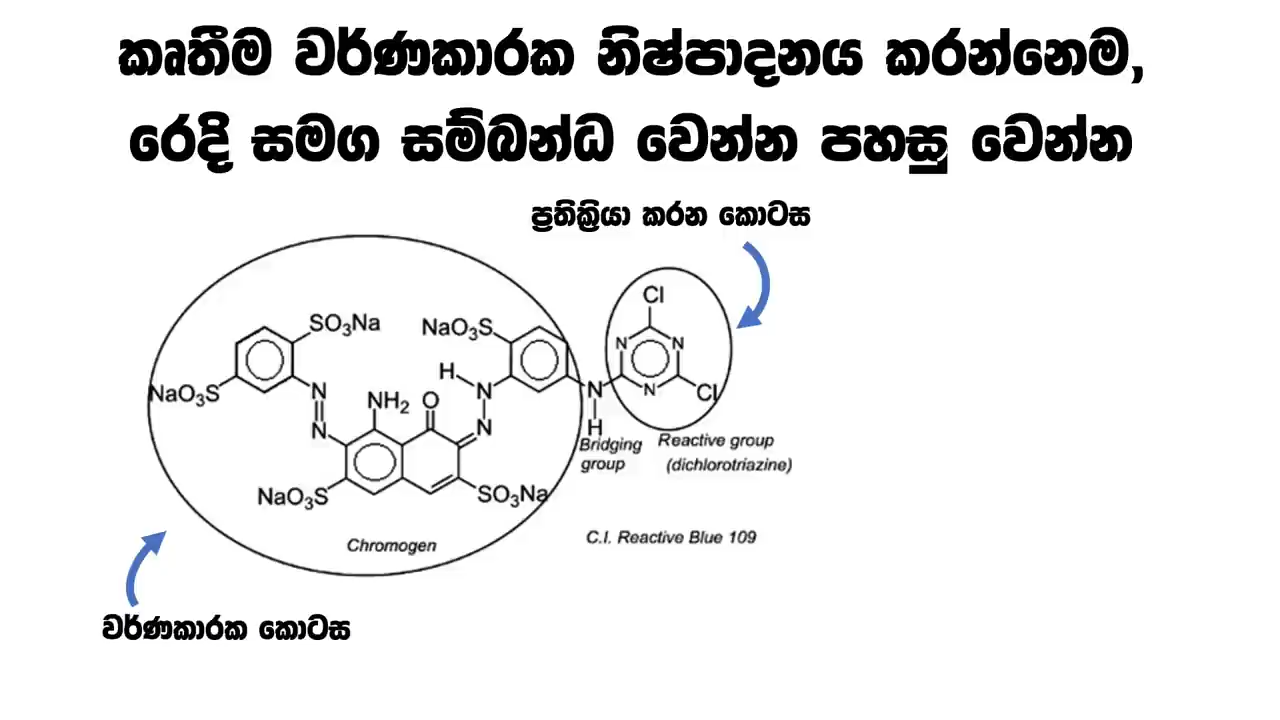 කෘතීම වර්ණකාරක නිෂ්පාදනය කරන්නෙම,
රෙදි සමග සම්බන්ධ වෙන්න පහසු වෙන්න
ප්‍රතික්‍රියා කරන කොටස
Cl
SO₃Na NaO₃S N N
H N Cl
NaO₃S N NH₂ O N N
N N H
Bridging group
Reactive group (dichlorotriazine)
NaO₃S SO₃Na
Chromogen
C.I. Reactive Blue 109
වර්ණකාරක කොටස